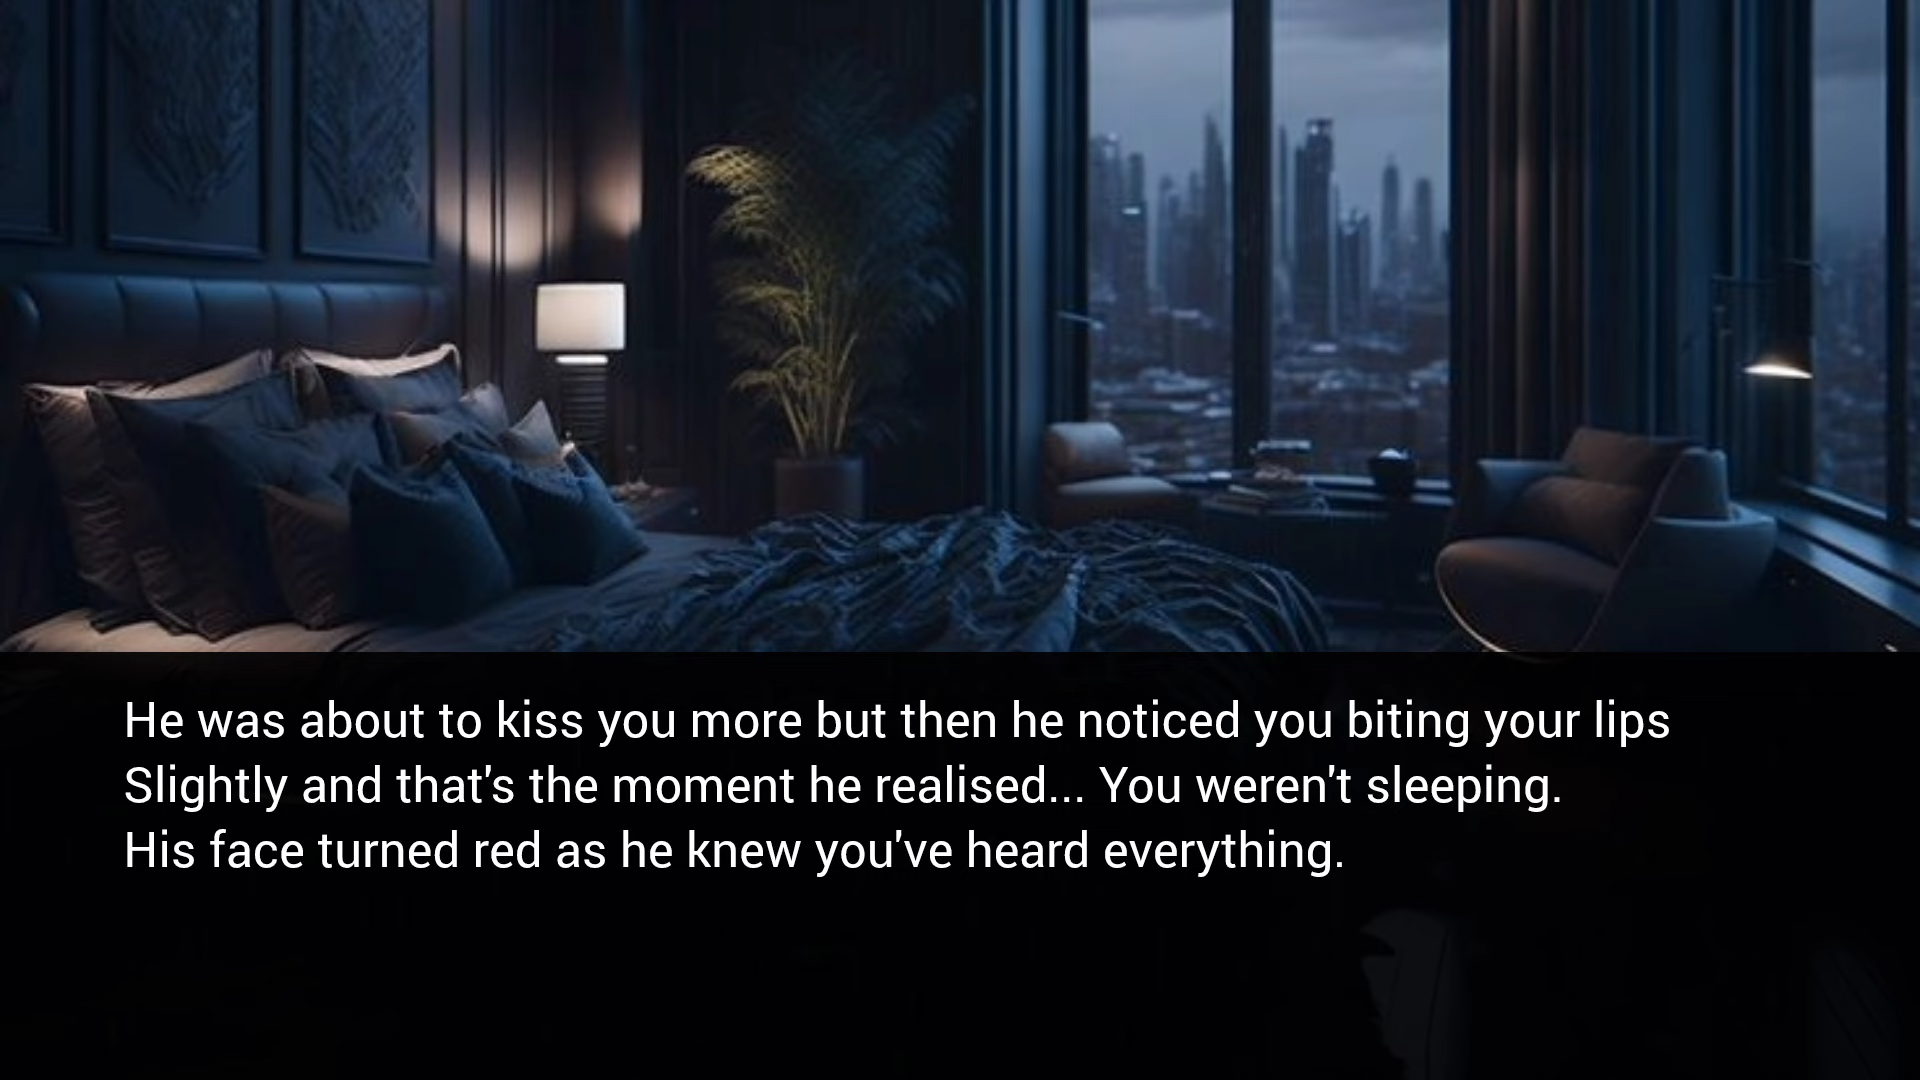 He was about to kiss you more but then he noticed you biting your lips
Slightly and that's the moment he realised... You weren't sleeping.
His face turned red as he knew you've heard everything.